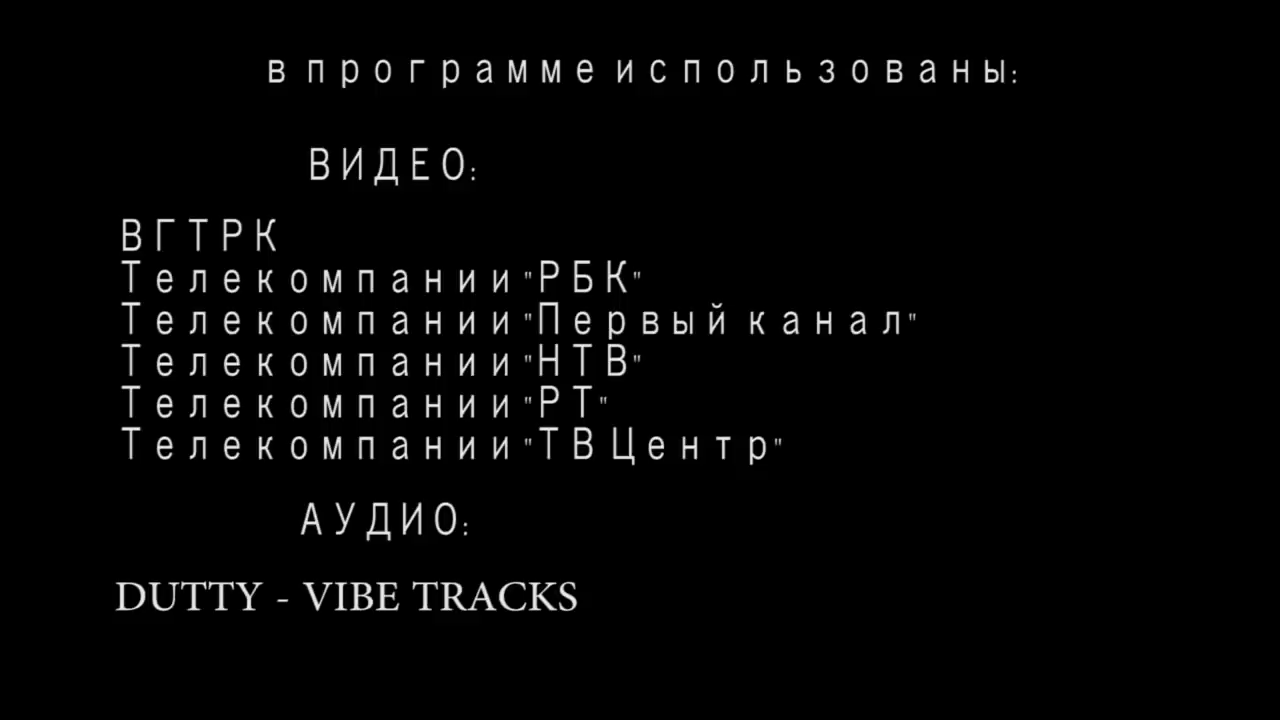 в программе использованы:
ВИДЕО:
ВГТРК
Телекомпании "РБК"
Телекомпании "Первый канал"
Телекомпании "НТВ"
Телекомпании "РТ"
Телекомпании "ТВ Центр"
АУДИО:
DUTTY - VIBE TRACKS